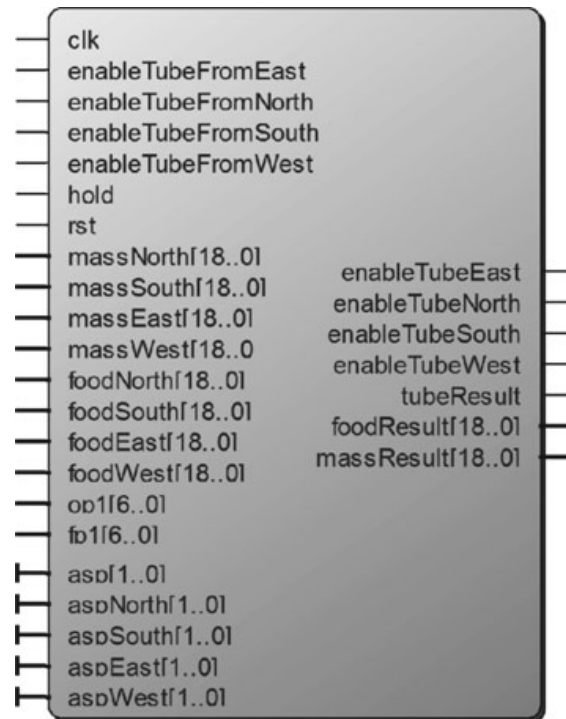 clk
enableTubeFromEast
enableTubeFromNorth
enableTubeFromSouth
enableTubeFromWest
hold
rst
massNorth[18..0]
massSouth[18..0]
massEast[18..0]
massWest[18..0
foodNorth[18..0]
foodSouth[18..0]
foodEast[18..0]
foodWest[18..0]
op1[6..0]
fp1[6..0]
asp[1..0]
aspNorth[1..0]
aspSouth[1..0]
aspEast[1..0]
aspWest[1..0]
enableTubeEast
enableTubeNorth
enableTubeSouth
enableTubeWest
tubeResult
foodResult[18..0]
massResult[18..0]